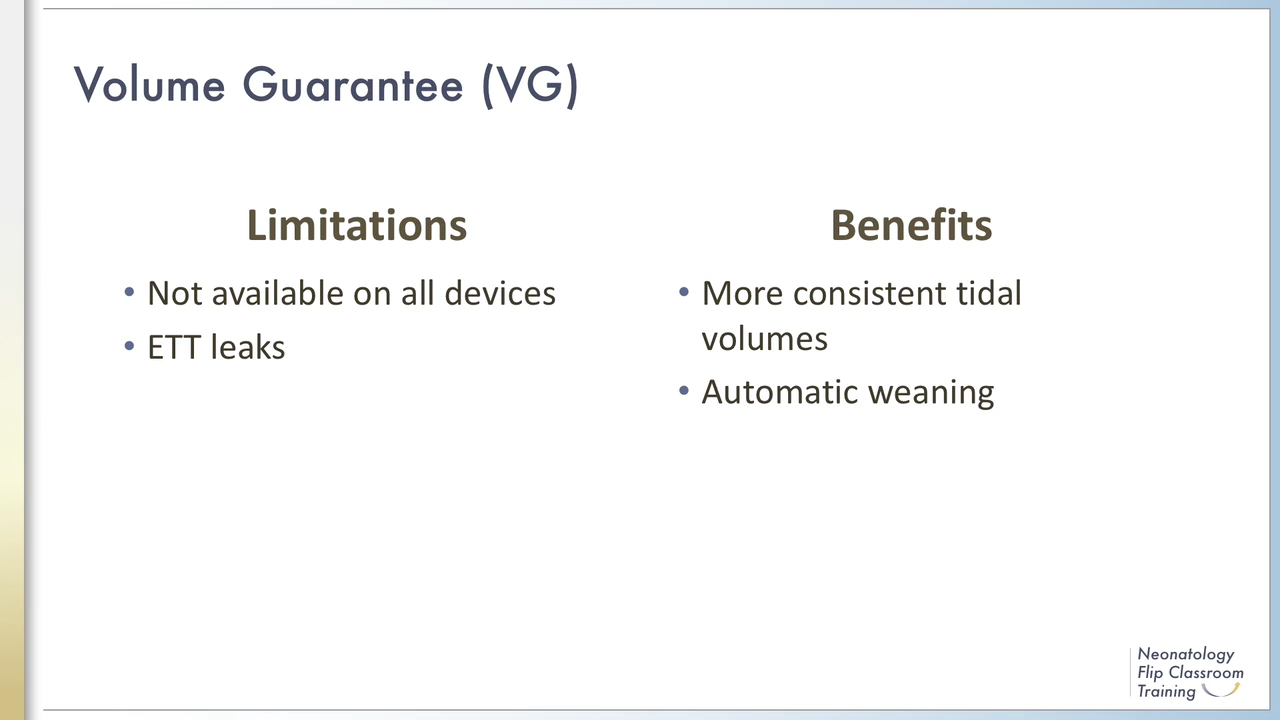 Volume Guarantee (VG)
Limitations
• Not available on all devices
• ETT leaks
Benefits
• More consistent tidal
volumes
• Automatic weaning
Neonatology
Flip Classroom
Training